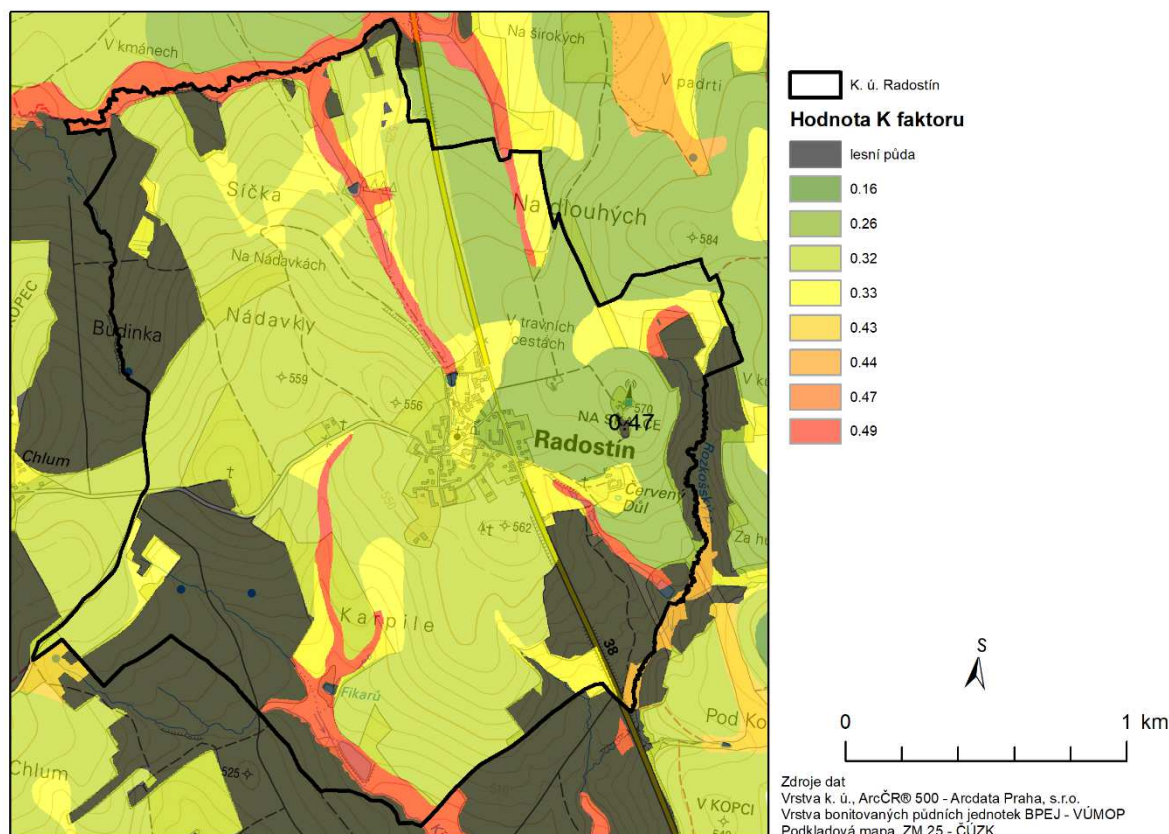 V kmánech
Na širokých
V padrti
Síčka
Na dlouhých
584
Na Nádavkách
KOPEC
Nádavky
V travních
cestách
Budinka
559
556
570
NA
0.47
Radostín
Chlum
Červený
Důl
562
Za hu
Karpile
38
Fikarů
Pod Ko
Chlum
525
V KOPCI
K. ú. Radostín
Hodnota K faktoru
lesní půda
0.16
0.26
0.32
0.33
0.43
0.44
0.47
0.49
S
0 1 km
Zdroje dat
Vrstva k. ú., ArcČR® 500 - Arcdata Praha, s.r.o.
Vrstva bonitovaných půdních jednotek BPEJ - VÚMOP
Podkladová mapa, ZM 25 - ČÚZK